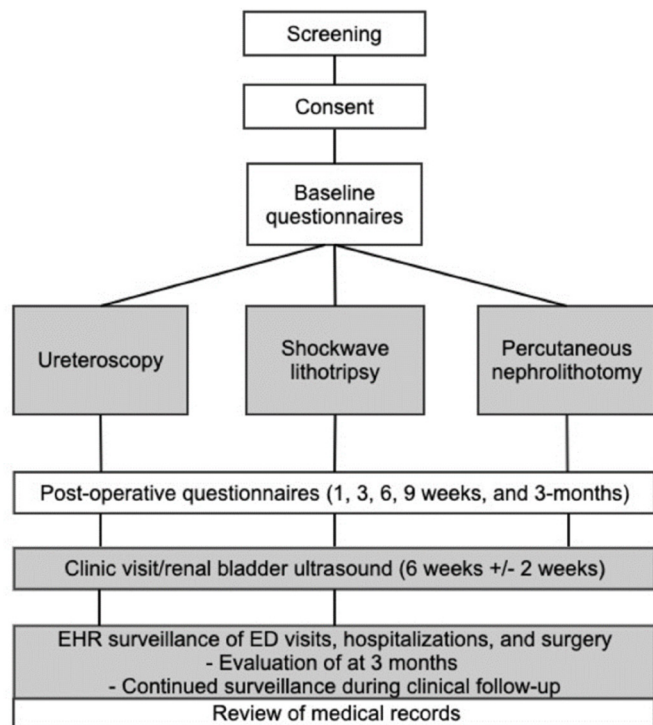 Screening
Consent
Baseline
questionnaires
Ureteroscopy
Shockwave
lithotripsy
Percutaneous
nephrolithotomy
Post-operative questionnaires (1, 3, 6, 9 weeks, and 3-months)
Clinic visit/renal bladder ultrasound (6 weeks +/- 2 weeks)
EHR surveillance of ED visits, hospitalizations, and surgery
- Evaluation of at 3 months
- Continued surveillance during clinical follow-up
Review of medical records